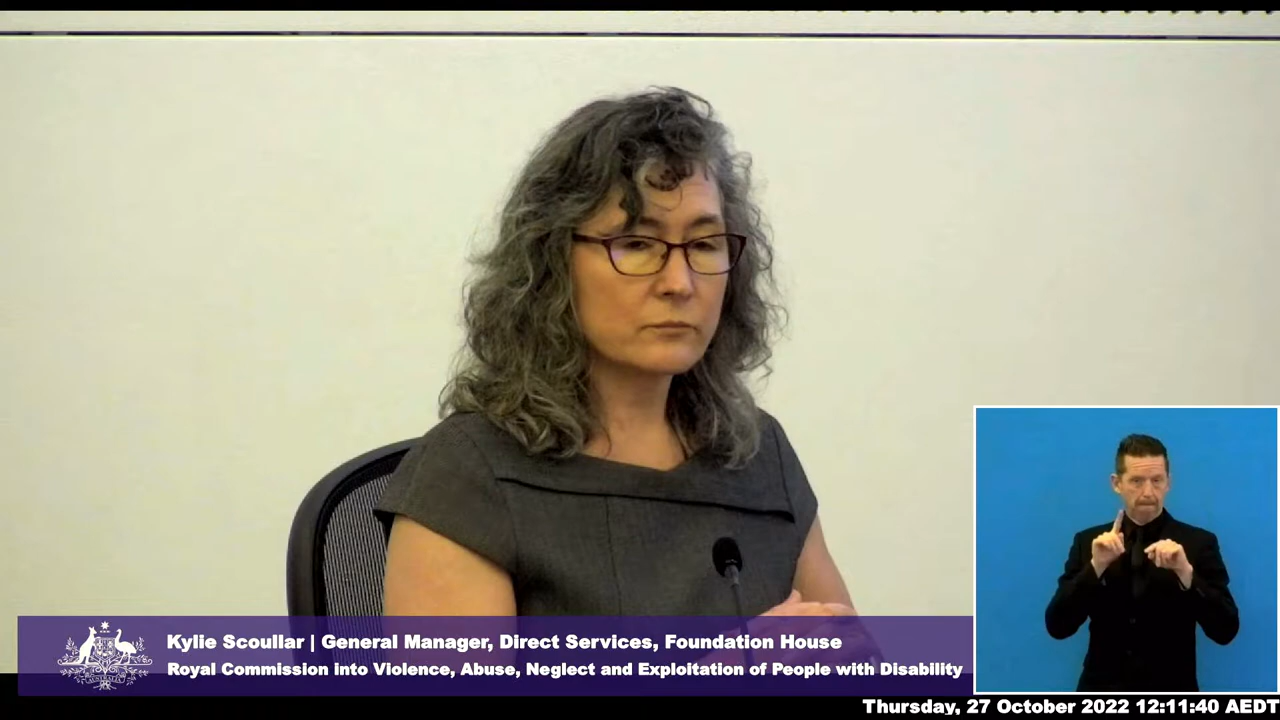 Kylie Scoullar | General Manager, Direct Services, Foundation House
Royal Commission into Violence, Abuse, Neglect and Exploitation of People with Disability
AUSTRALIA
Thursday, 27 October 2022 12:11:40 AEDT